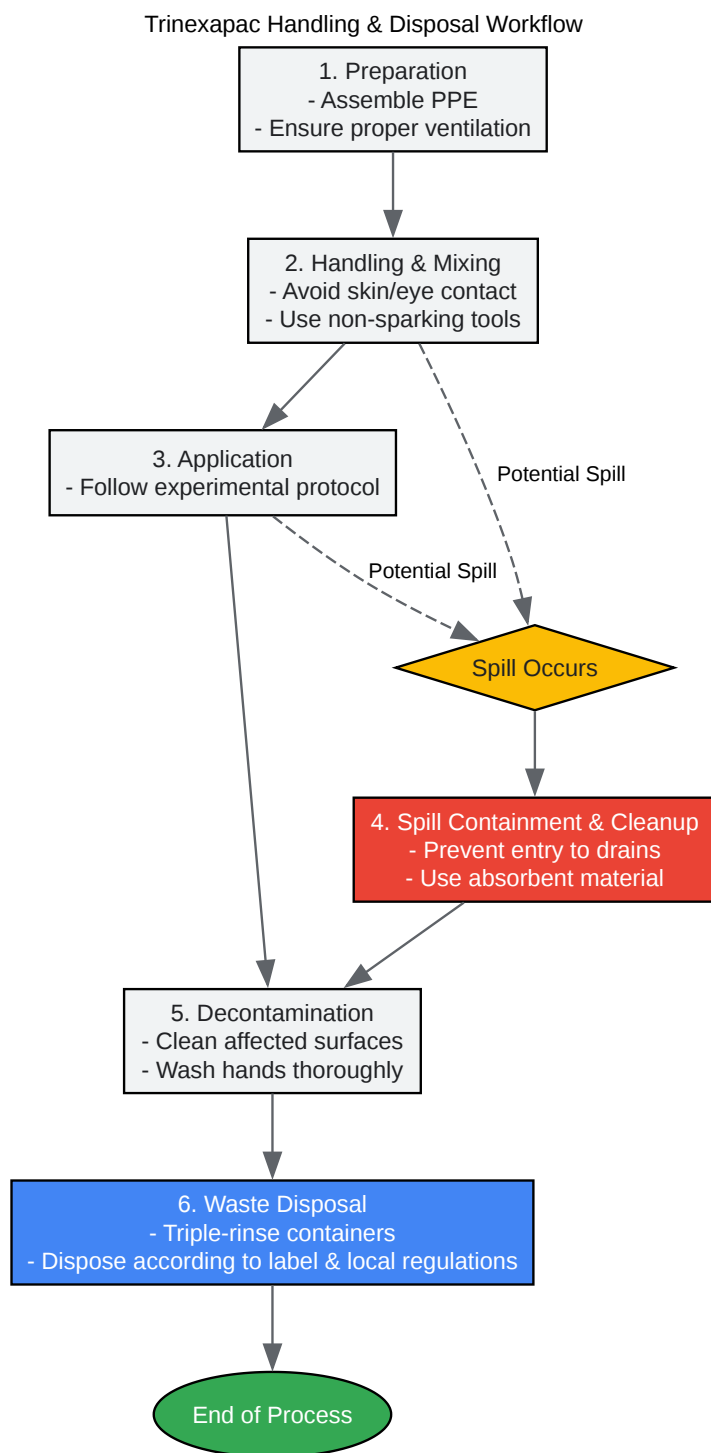 Trinexapac Handling & Disposal Workflow
1. Preparation
- Assemble PPE
- Ensure proper ventilation
2. Handling & Mixing
- Avoid skin/eye contact
- Use non-sparking tools
3. Application
- Follow experimental protocol
Potential Spill
Potential Spill
Spill Occurs
4. Spill Containment & Cleanup
- Prevent entry to drains
- Use absorbent material
5. Decontamination
- Clean affected surfaces
- Wash hands thoroughly
6. Waste Disposal
- Triple-rinse containers
- Dispose according to label & local regulations
End of Process